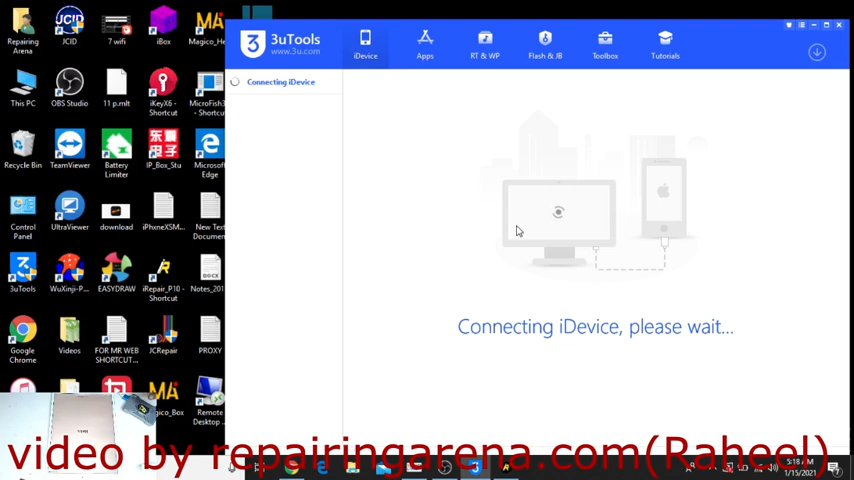 3uTools
www.3u.com
iDevice
Apps
RT & WP
Flash & JB
Toolbox
Tutorials
Connecting iDevice
Connecting iDevice, please wait...
Repairing
Arena
JCID
7 wifi
iBox
Magico_He
This PC
OBS Studio
11 p.mlt
iKeyX6 -
Shortcut
MicroFish3
- Shortcut
Recycle Bin
TeamViewer
Battery
Limiter
IP_Box_Stu
Microsof
Edge
Control
Panel
UltraViewer
download
iPhxneXSM...
New Text
Document
3uTools
WuXinji-P...
EASYDRAW
iRepair_P10 -
Shortcut
Notes_201
Google
Chrome
Videos
FOR MR WEB
SHORTCUT...
JCRepair
PROXY
agico_Box
Remote
Desktop ...
video by repairingarena.com(Raheel)
5:18 AM
1/15/2021